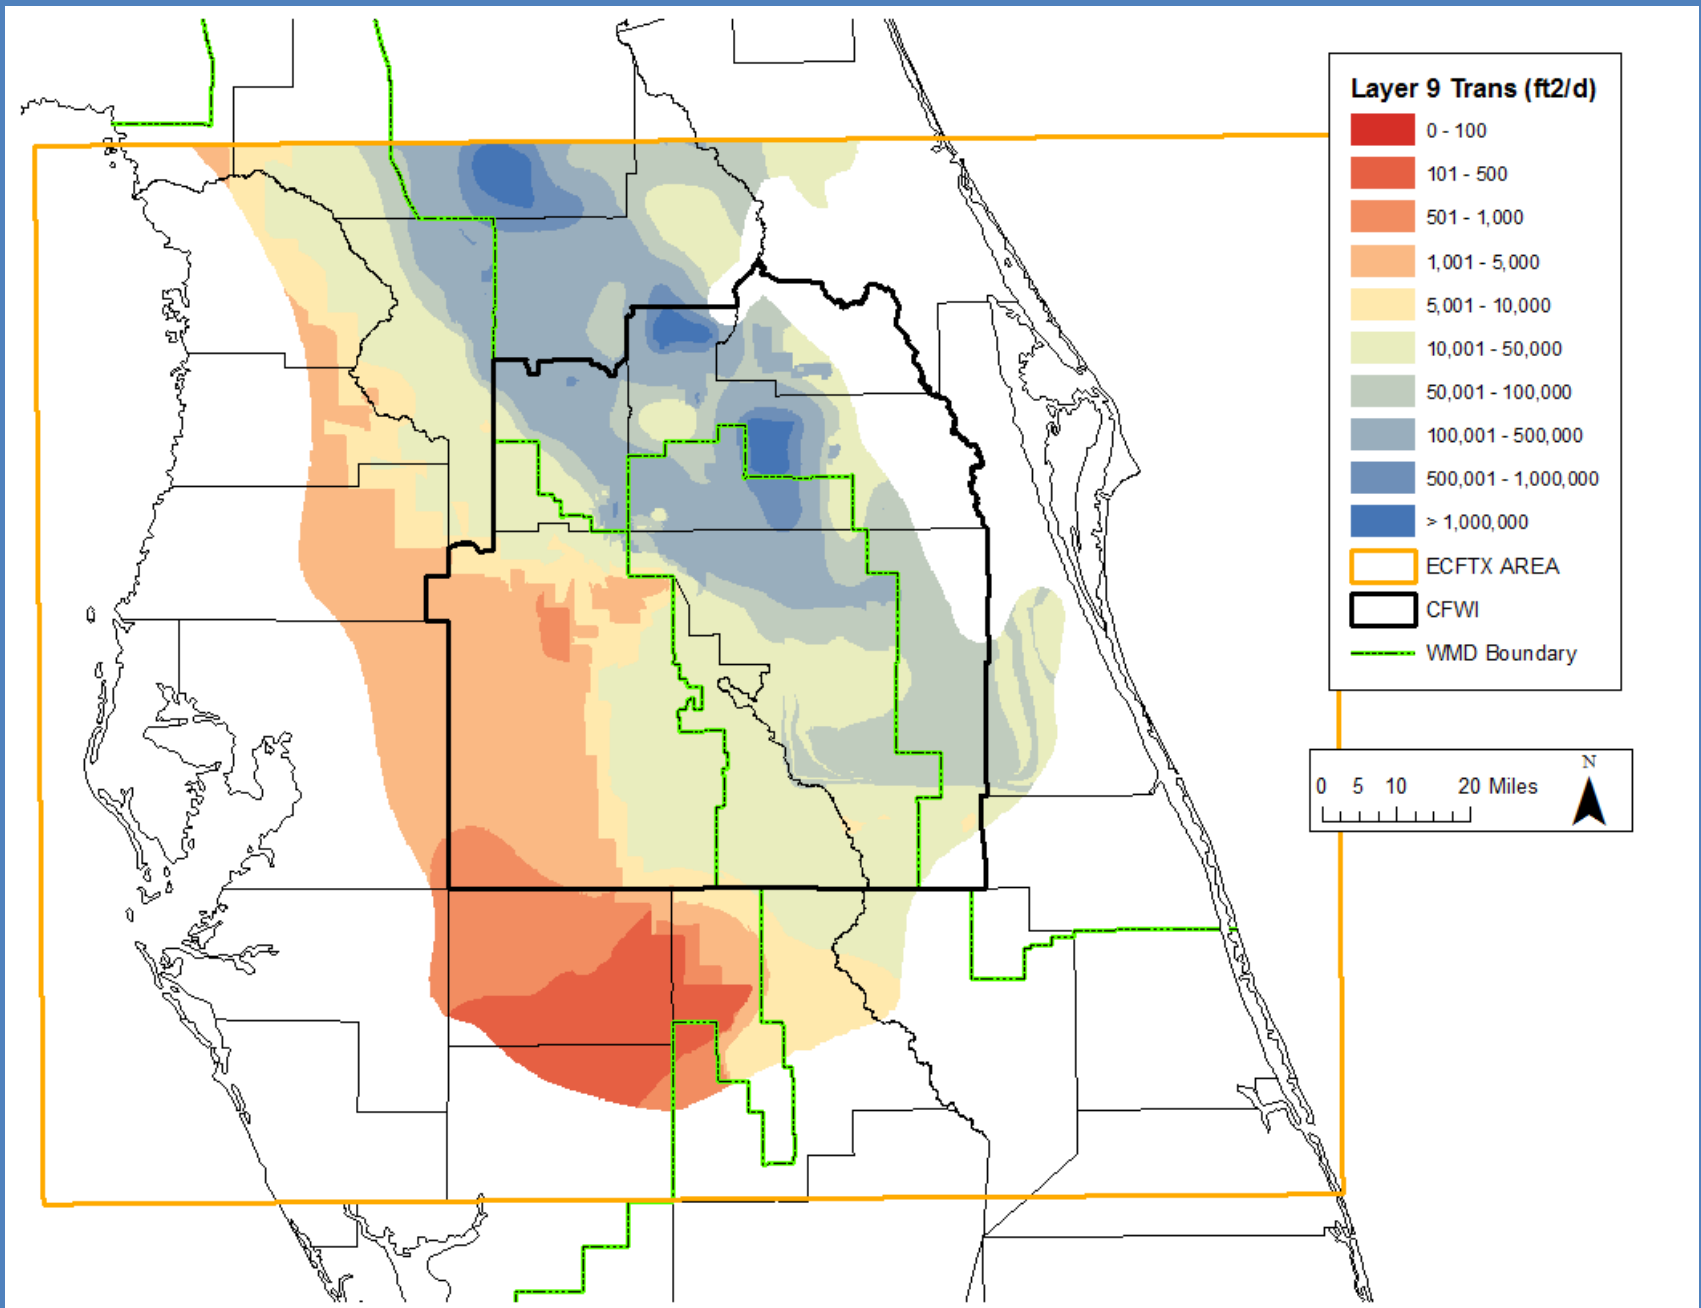 Layer 9 Trans (ft2/d)
0 - 100
101 - 500
501 - 1,000
1,001 - 5,000
5,001 - 10,000
10,001 - 50,000
50,001 - 100,000
100,001 - 500,000
500,001 - 1,000,000
> 1,000,000
ECFTX AREA
CFWI
WMD Boundary
N
0 5 10 20 Miles